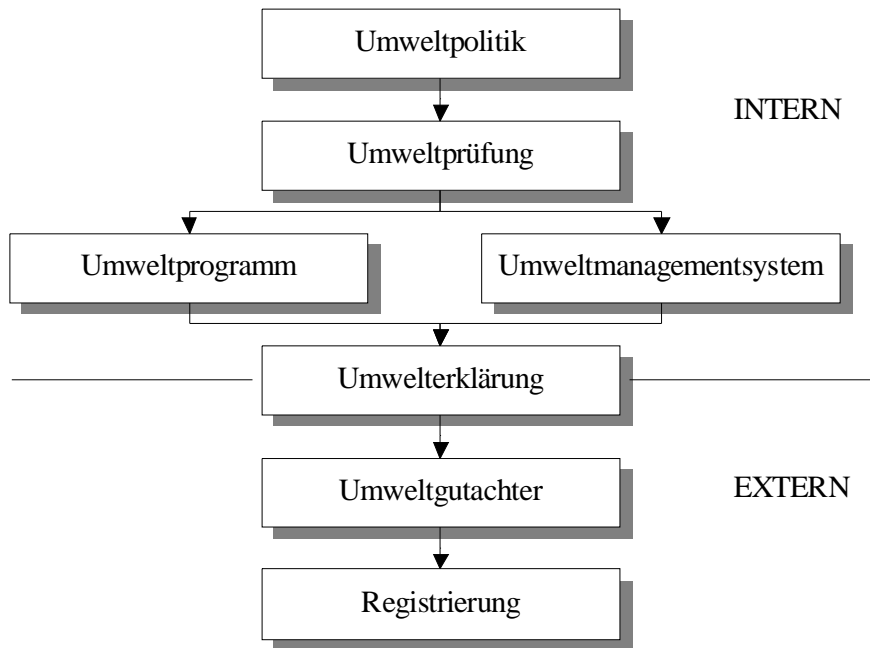 Umweltpolitik
INTERN
Umweltprüfung
Umweltprogramm
Umweltmanagementsystem
Umwelterklärung
Umweltgutachter
EXTERN
Registrierung